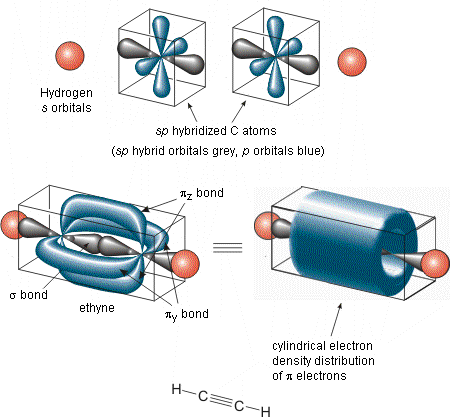 Hydrogen
s orbitals
sp hybridized C atoms
(sp hybrid orbitals grey, p orbitals blue)
πz bond
σ bond
ethyne
πy bond
cylindrical electron
density distribution
of π electrons
H
C
C
H